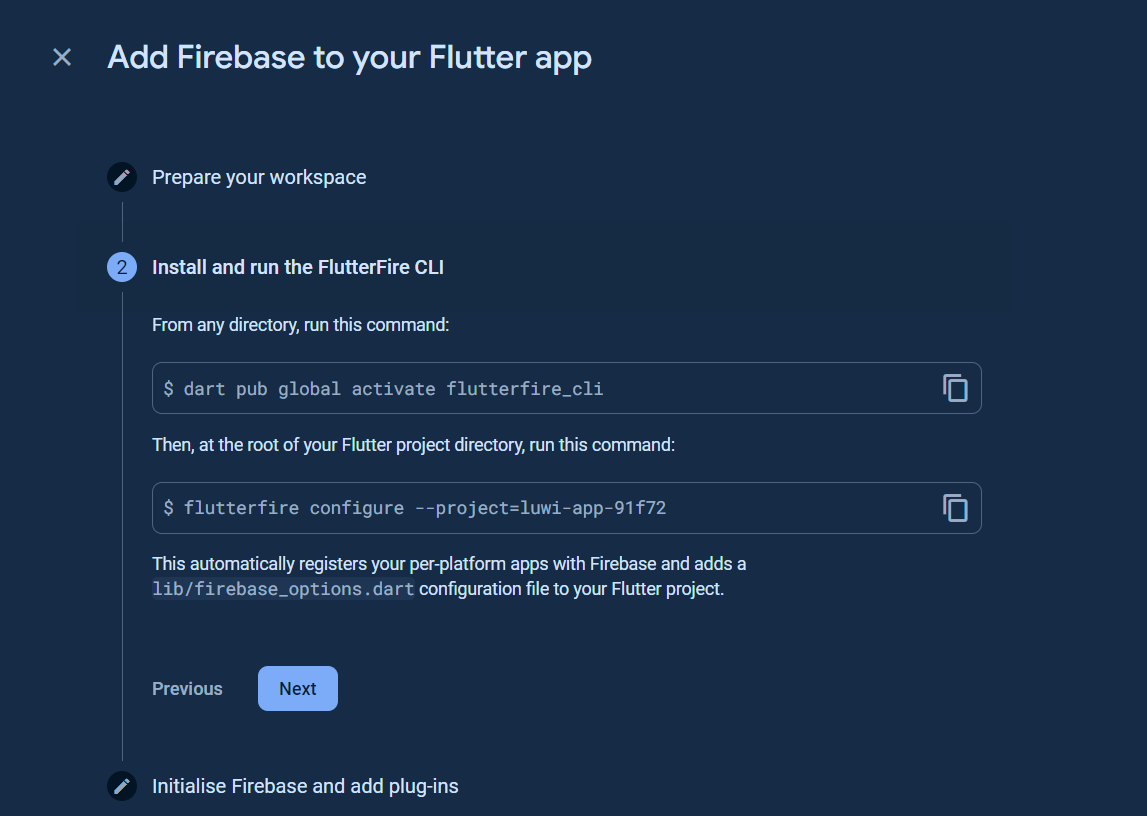 Add Firebase to your Flutter app
Prepare your workspace
2 Install and run the FlutterFire CLI
From any directory, run this command:
$ dart pub global activate flutterfire_cli
Then, at the root of your Flutter project directory, run this command:
$ flutterfire configure --project=luwi-app-91f72
This automatically registers your per-platform apps with Firebase and adds a
lib/firebase_options.dart configuration file to your Flutter project.
Previous Next
Initialise Firebase and add plug-ins